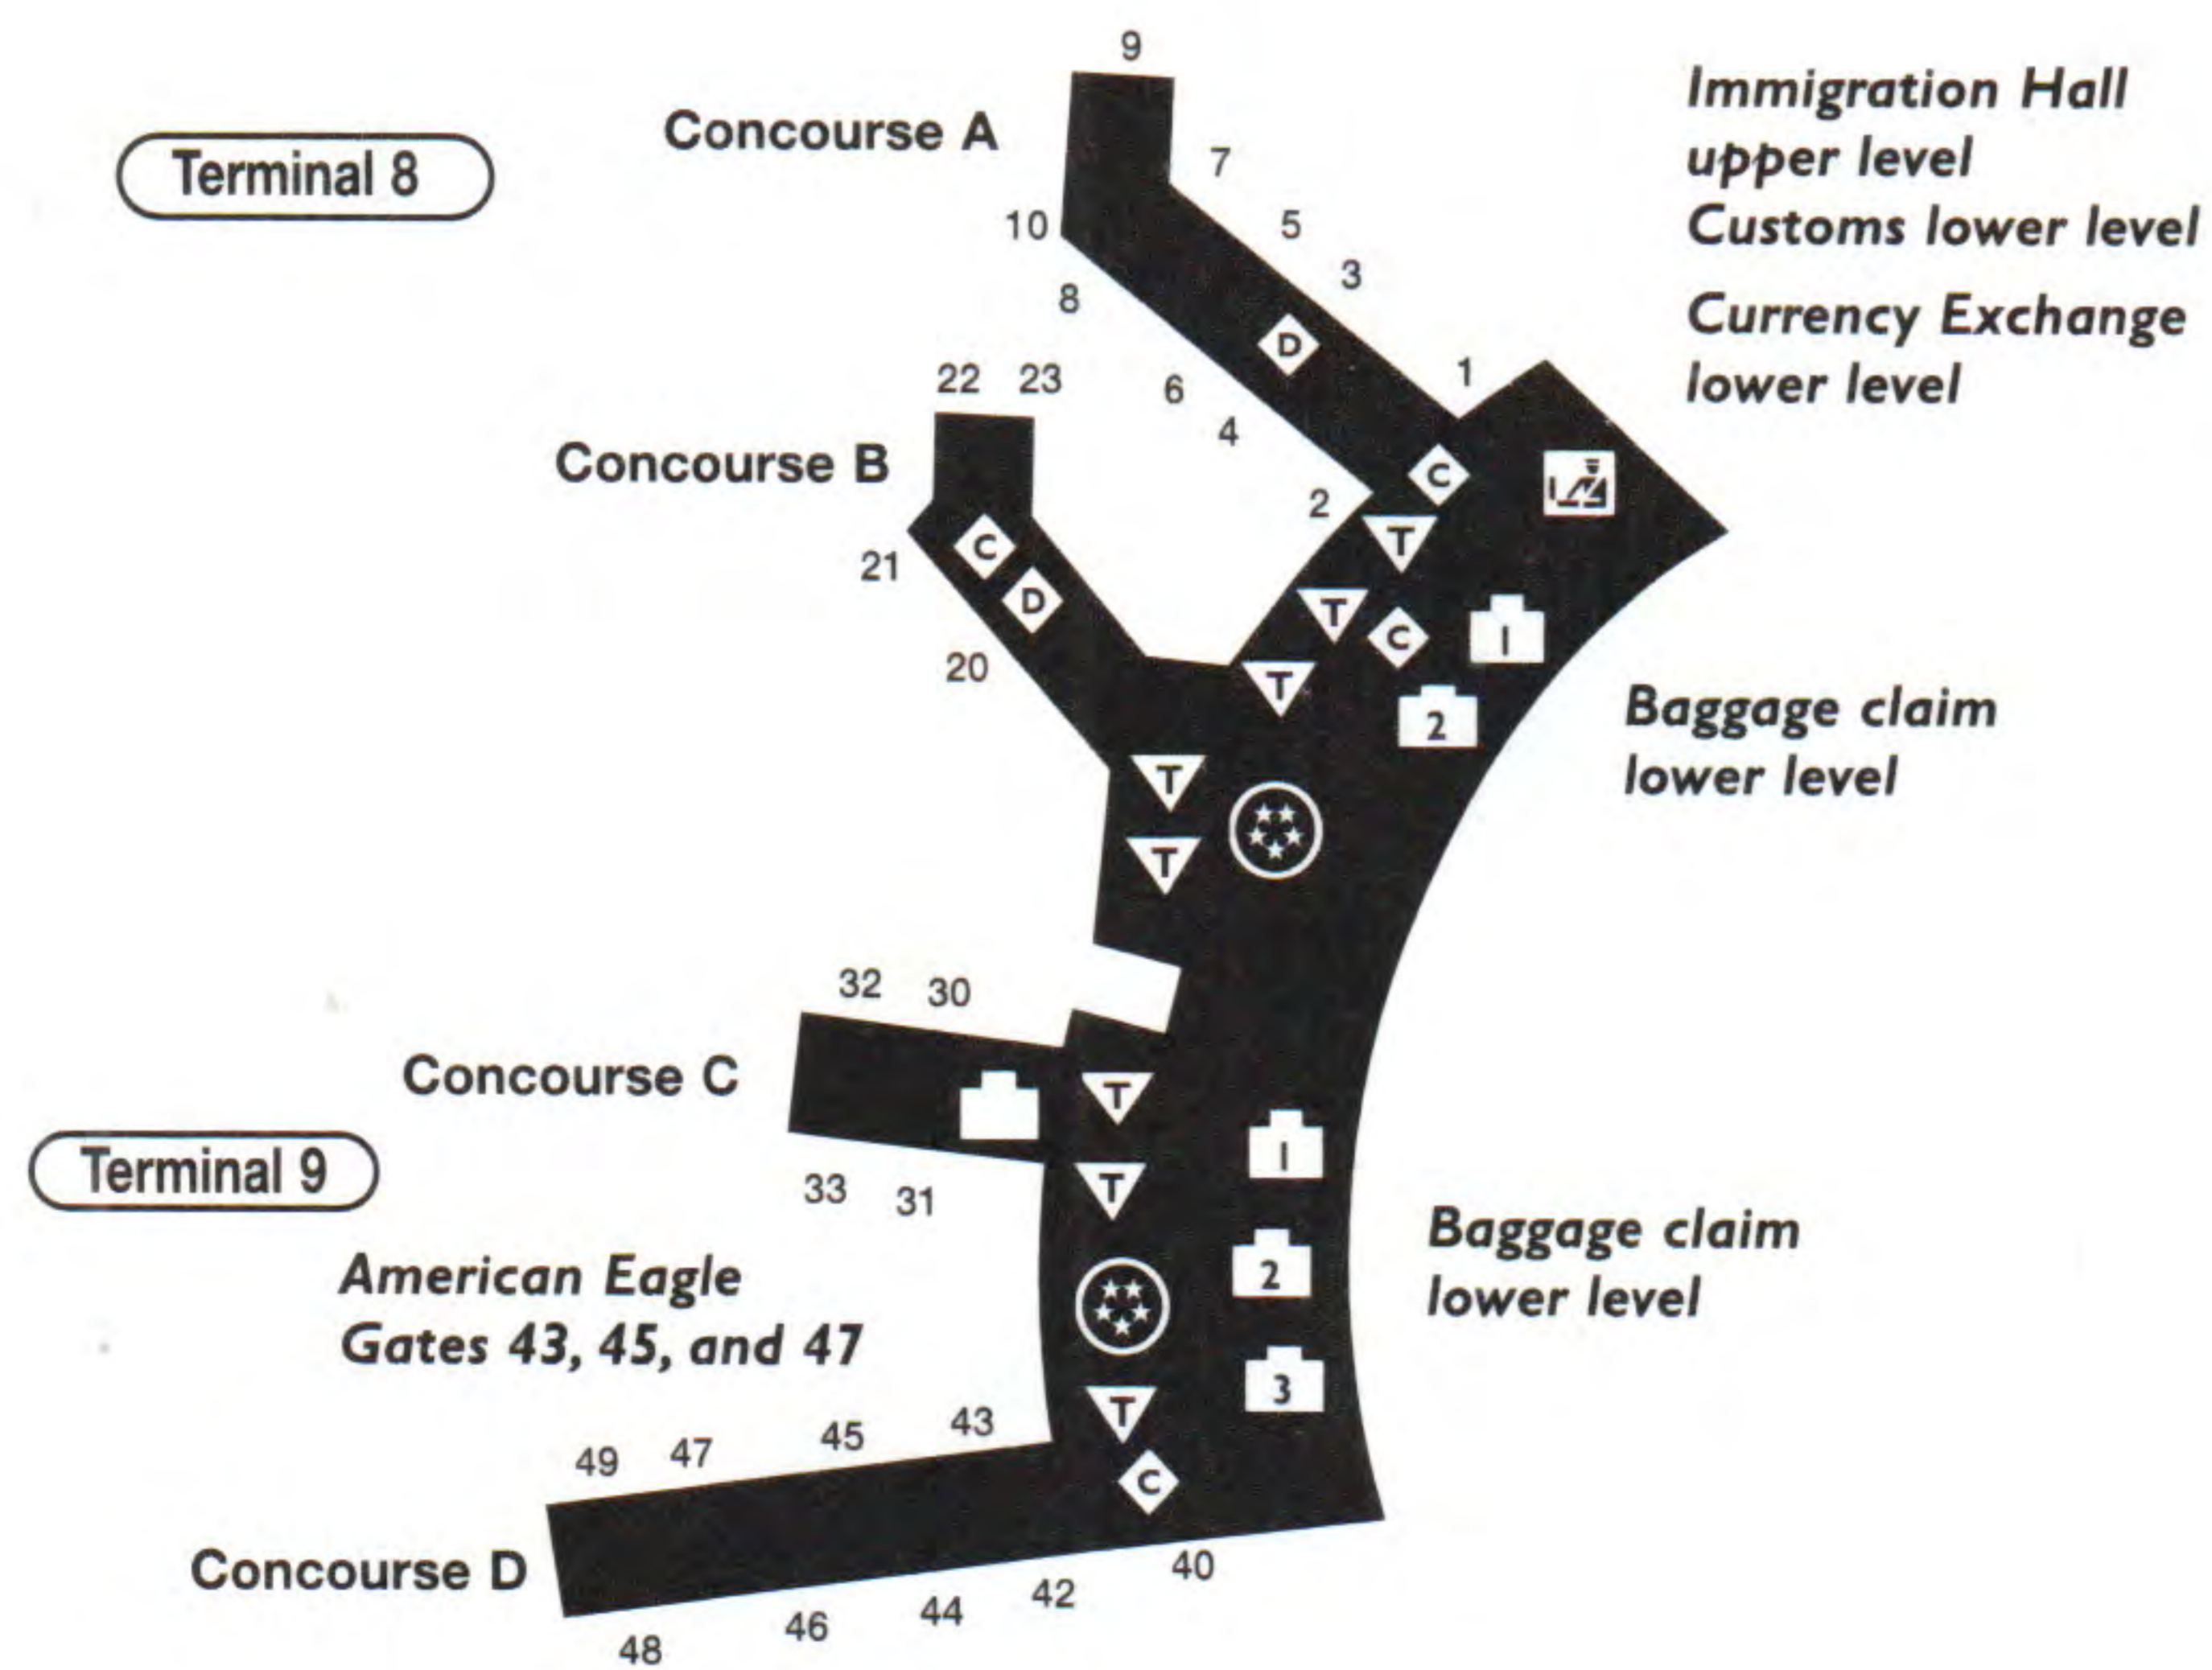 9
Concourse A
Immigration Hall
upper level
Customs lower level
Currency Exchange
lower level
Terminal 8
7
10
5
3
8
D
1
22 23
6
4
Concourse B
C
2
T
C
21
D
T
C
1
20
T
2
Baggage claim
lower level
T
T
32 30
Concourse C
T
1
Terminal 9
T
33 31
Baggage claim
lower level
2
American Eagle
Gates 43, 45, and 47
3
T
49 47 45 43
C
Concourse D
40
42
44
46
48